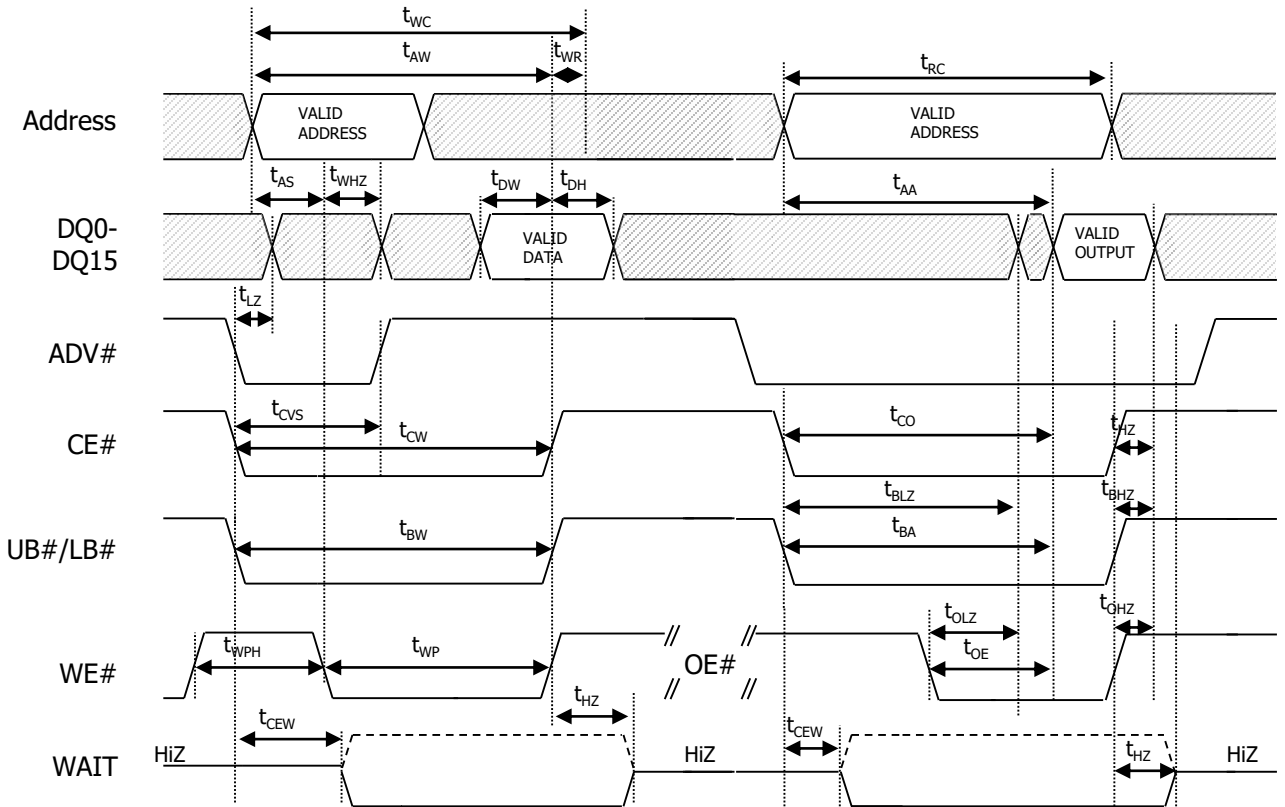 tWC
tAW
tWR
tRC
Address
VALID
ADDRESS
VALID
ADDRESS
tAS
tWHZ
tDW
tDH
tAA
DQ0-
DQ15
VALID
DATA
VALID
OUTPUT
tLZ
ADV#
tCVS
tCW
tCO
tHZ
CE#
tBLZ
tBHZ
tBW
tBA
UB#/LB#
tOLZ
tOHZ
tWPH
tWP
OE#
tOE
WE#
tHZ
tCEW
tCEW
HiZ
HiZ
tHZ
HiZ
WAIT